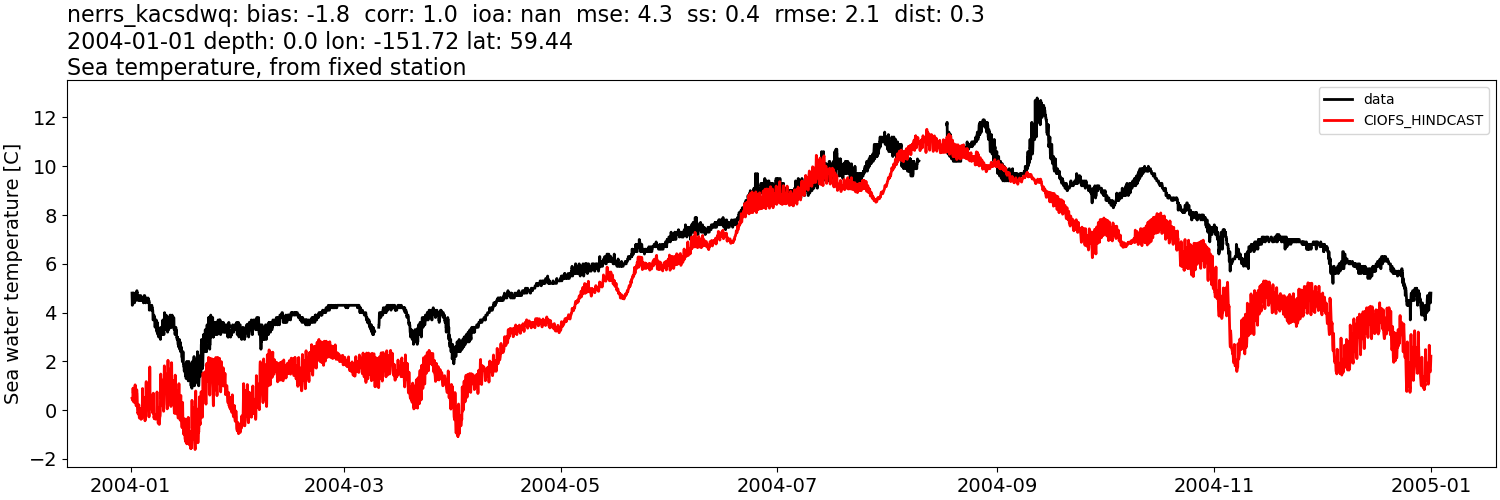 nerrs_kacsdwq: bias: -1.8  corr: 1.0  ioa: nan  mse: 4.3  ss: 0.4  rmse: 2.1  dist: 0.3
2004-01-01 depth: 0.0 lon: -151.72 lat: 59.44
Sea temperature, from fixed station
data
CIOFS_HINDCAST
Sea water temperature [C]
12
10
8
6
4
2
0
−2
2004-01
2004-03
2004-05
2004-07
2004-09
2004-11
2005-01